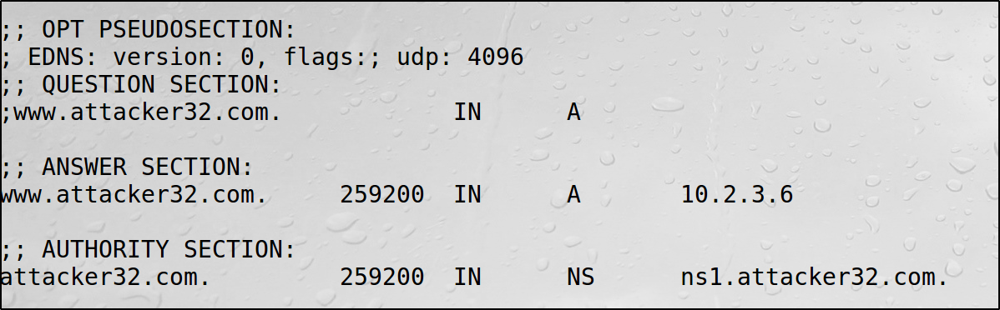 ;; OPT PSEUDOSECTION:
; EDNS: version: 0, flags:; udp: 4096
;; QUESTION SECTION:
;www.attacker32.com. IN A
;; ANSWER SECTION:
www.attacker32.com. 259200 IN A 10.2.3.6
;; AUTHORITY SECTION:
attacker32.com. 259200 IN NS ns1.attacker32.com.